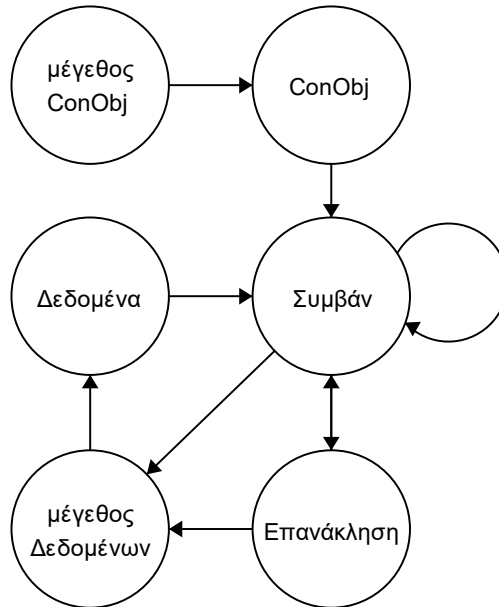 μέγεθος
ConObj
ConObj
Δεδομένα
Συμβάν
μέγεθος
Δεδομένων
Επανάκληση